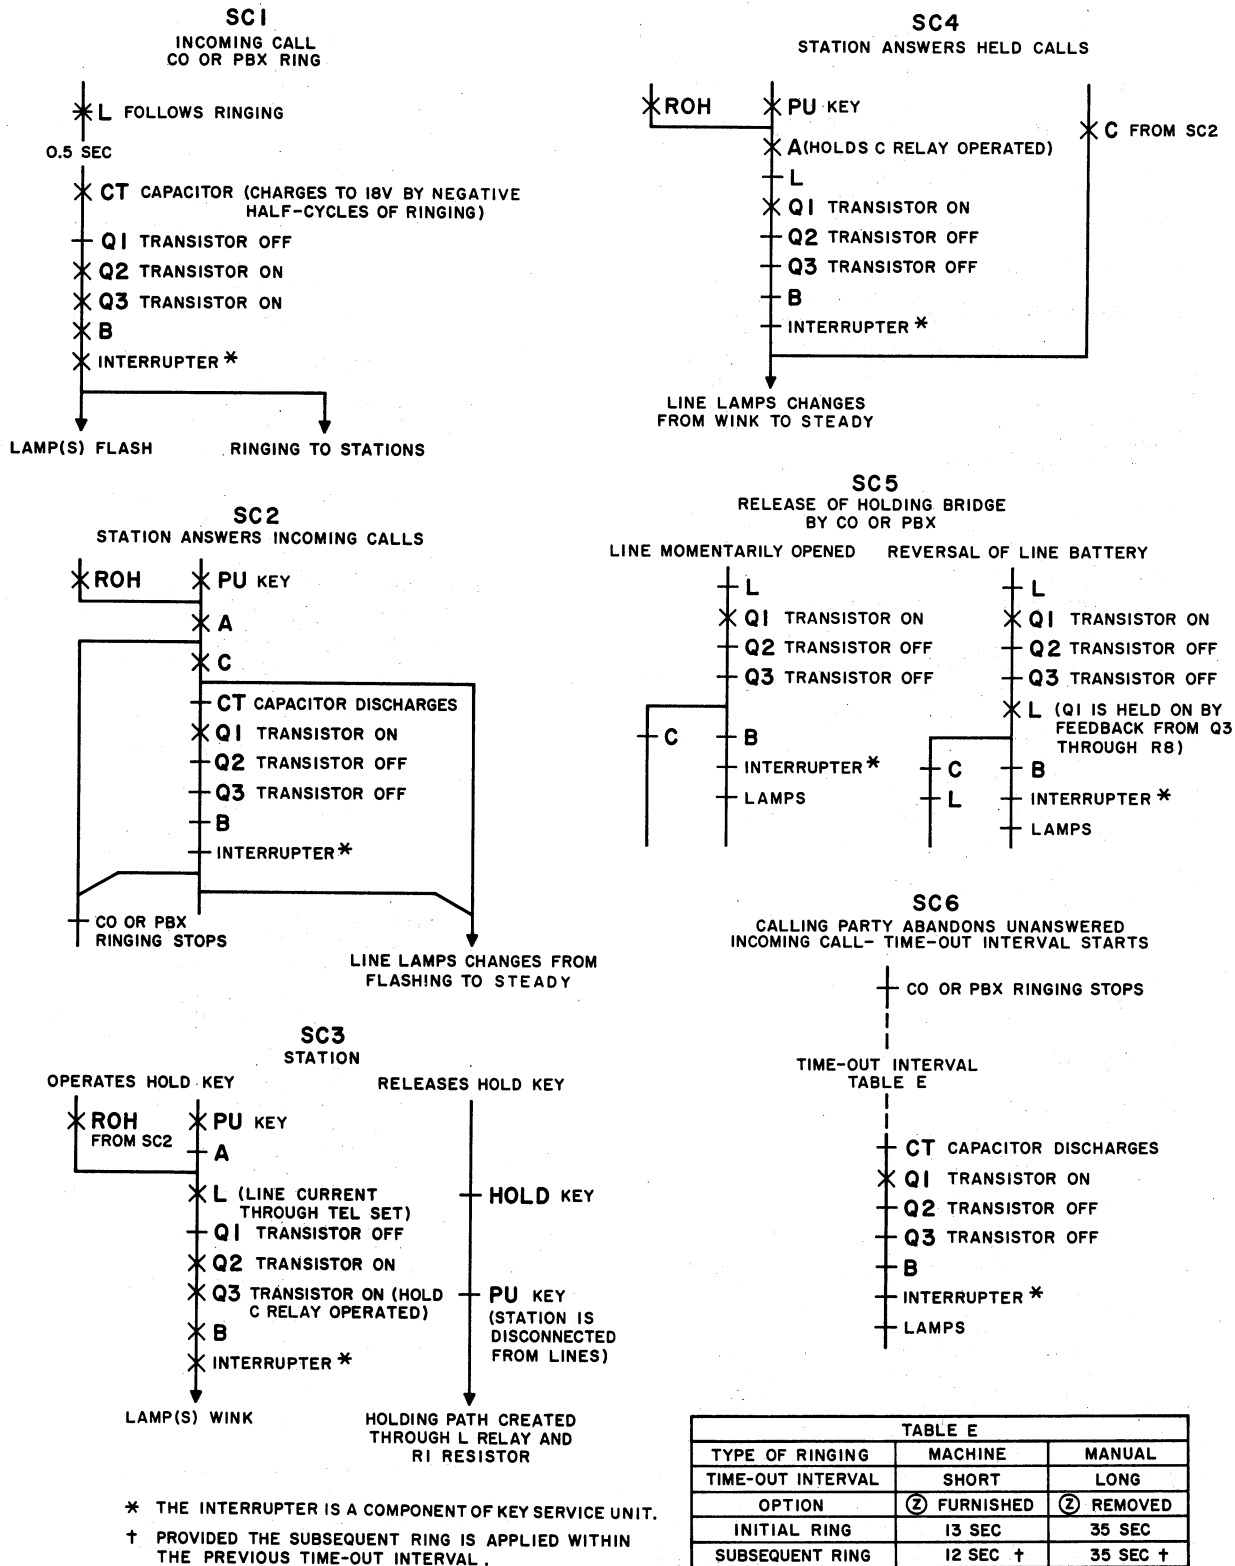 SC1
INCOMING CALL
CO OR PBX RING
L FOLLOWS RINGING
0.5 SEC
CT CAPACITOR (CHARGES TO 18V BY NEGATIVE
HALF-CYCLES OF RINGING)
Q1 TRANSISTOR OFF
Q2 TRANSISTOR ON
Q3 TRANSISTOR ON
B
INTERRUPTER *
LAMP(S) FLASH
RINGING TO STATIONS
SC2
STATION ANSWERS INCOMING CALLS
ROH
PU KEY
A
C
CT CAPACITOR DISCHARGES
Q1 TRANSISTOR ON
Q2 TRANSISTOR OFF
Q3 TRANSISTOR OFF
B
INTERRUPTER *
CO OR PBX
RINGING STOPS
LINE LAMPS CHANGES FROM
FLASHING TO STEADY
SC3
STATION
OPERATES HOLD KEY
RELEASES HOLD KEY
ROH
FROM SC2
PU KEY
A
L (LINE CURRENT
THROUGH TEL SET)
Q1 TRANSISTOR OFF
Q2 TRANSISTOR ON
Q3 TRANSISTOR ON (HOLD
C RELAY OPERATED)
B
INTERRUPTER *
LAMP(S) WINK
HOLD KEY
PU KEY
(STATION IS
DISCONNECTED
FROM LINES)
HOLDING PATH CREATED
THROUGH L RELAY AND
R1 RESISTOR
* THE INTERRUPTER IS A COMPONENT OF KEY SERVICE UNIT.
† PROVIDED THE SUBSEQUENT RING IS APPLIED WITHIN
THE PREVIOUS TIME-OUT INTERVAL.
SC4
STATION ANSWERS HELD CALLS
ROH
PU KEY
C FROM SC2
A (HOLDS C RELAY OPERATED)
L
Q1 TRANSISTOR ON
Q2 TRANSISTOR OFF
Q3 TRANSISTOR OFF
B
INTERRUPTER *
LINE LAMPS CHANGES
FROM WINK TO STEADY
SC5
RELEASE OF HOLDING BRIDGE
BY CO OR PBX
LINE MOMENTARILY OPENED
L
Q1 TRANSISTOR ON
Q2 TRANSISTOR OFF
Q3 TRANSISTOR OFF
C
B
INTERRUPTER *
LAMPS
REVERSAL OF LINE BATTERY
L
Q1 TRANSISTOR ON
Q2 TRANSISTOR OFF
Q3 TRANSISTOR OFF
L (Q1 IS HELD ON BY
FEEDBACK FROM Q3
THROUGH R8)
C
B
L
INTERRUPTER *
LAMPS
SC6
CALLING PARTY ABANDONS UNANSWERED
INCOMING CALL- TIME-OUT INTERVAL STARTS
CO OR PBX RINGING STOPS
TIME-OUT INTERVAL
TABLE E
CT CAPACITOR DISCHARGES
Q1 TRANSISTOR ON
Q2 TRANSISTOR OFF
Q3 TRANSISTOR OFF
B
INTERRUPTER *
LAMPS
TABLE E
TYPE OF RINGING MACHINE MANUAL
TIME-OUT INTERVAL SHORT LONG
OPTION Ⓩ FURNISHED Ⓩ REMOVED
INITIAL RING 13 SEC 35 SEC
SUBSEQUENT RING 12 SEC † 35 SEC †